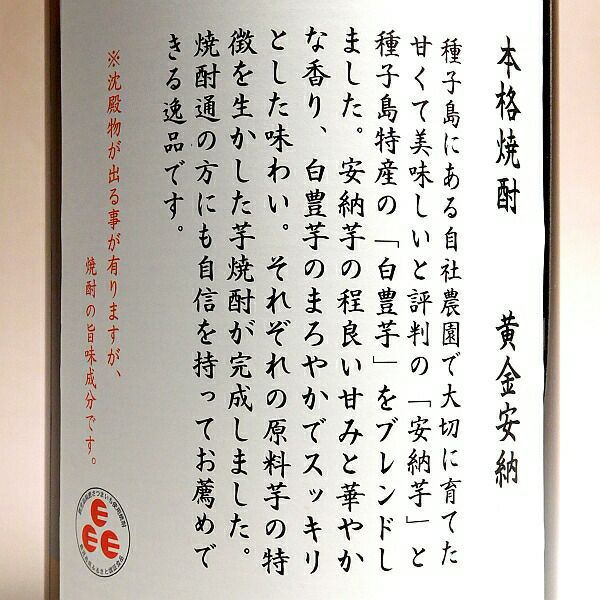 本格焼酎　黄金安納
種子島にある自社農園で大切に育てた
甘くて美味しいと評判の「安納芋」と
種子島特産の「白豊芋」をブレンドし
ました。安納芋の程良い甘みと華やか
な香り、白豊芋のまろやかでスッキリ
とした味わい。それぞれの原料芋の特
徴を生かした芋焼酎が完成しました。
焼酎通の方にも自信を持ってお薦めで
きる逸品です。
※沈殿物が出る事が有りますが、
焼酎の旨味成分です。